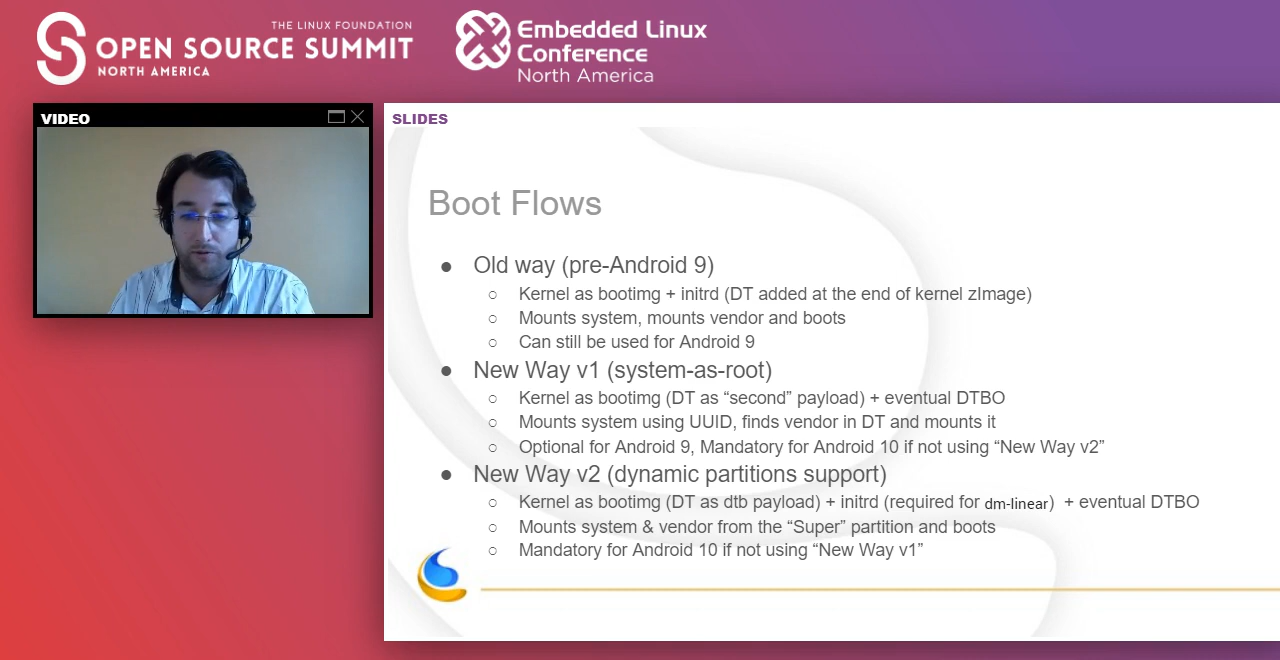 THE LINUX FOUNDATION
OPEN SOURCE SUMMIT
NORTH AMERICA
Embedded Linux
Conference
North America
VIDEO
SLIDES
Boot Flows
● Old way (pre-Android 9)
○ Kernel as bootimg + initrd (DT added at the end of kernel zImage)
○ Mounts system, mounts vendor and boots
○ Can still be used for Android 9
● New Way v1 (system-as-root)
○ Kernel as bootimg (DT as “second” payload) + eventual DTBO
○ Mounts system using UUID, finds vendor in DT and mounts it
○ Optional for Android 9, Mandatory for Android 10 if not using “New Way v2”
● New Way v2 (dynamic partitions support)
○ Kernel as bootimg (DT as dtb payload) + initrd (required for dm-linear) + eventual DTBO
○ Mounts system & vendor from the “Super” partition and boots
○ Mandatory for Android 10 if not using “New Way v1”